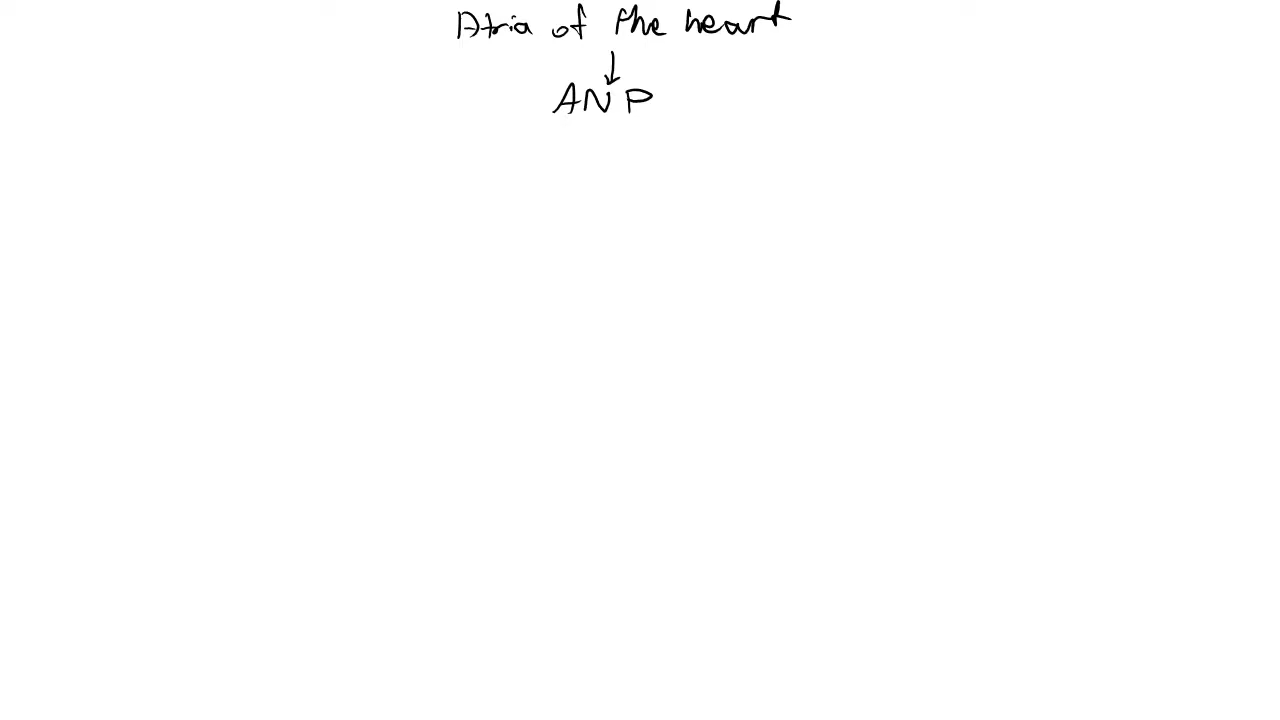 Atria of the heart
↓
ANP